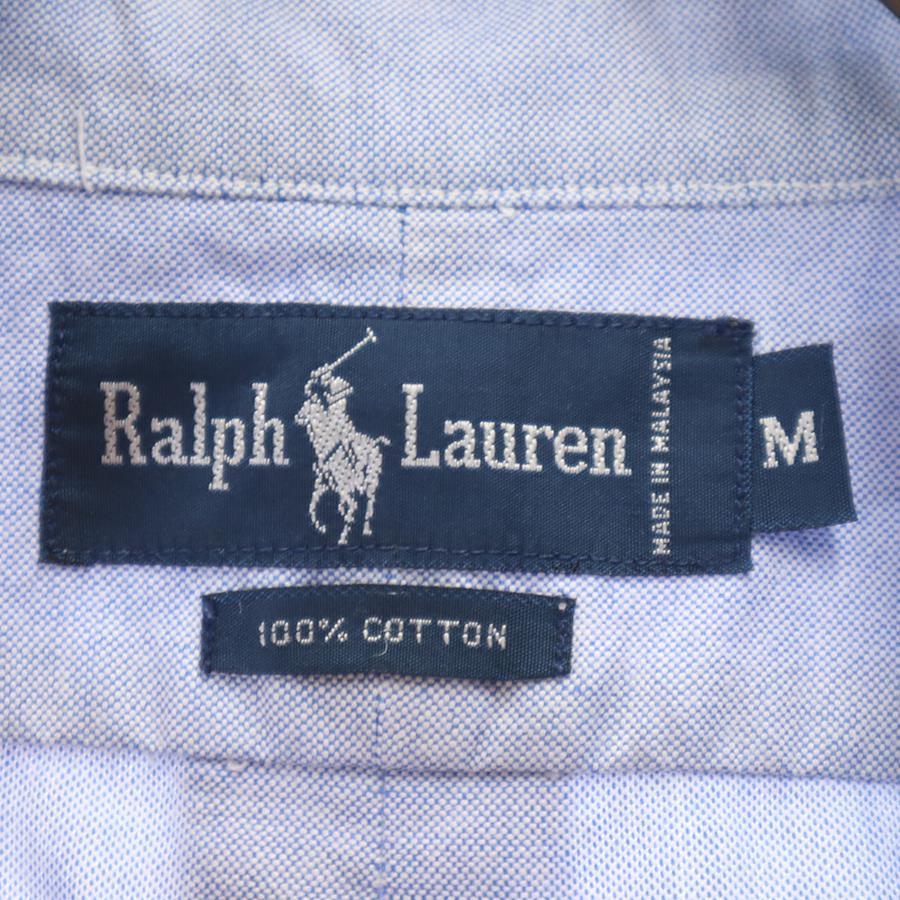 Ralph Lauren
MADE IN MALAYSIA
M
100% COTTON